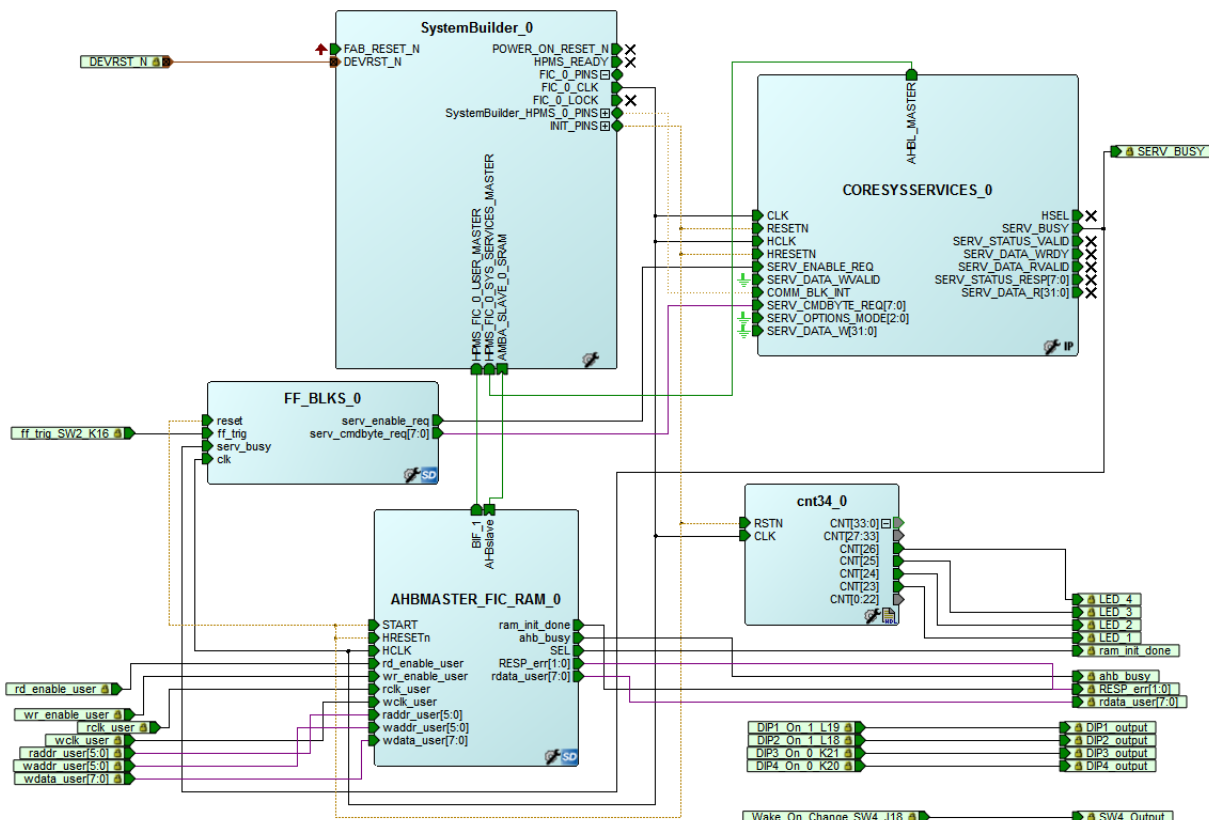 SystemBuilder_0
FAB_RESET_N
DEVRST_N
POWER_ON_RESET_N
HPMS_READY
FIC_0_PINS
FIC_0_CLK
FIC_0_LOCK
SystemBuilder_HPMS_0_PINS
INIT_PINS
HPMS_FIC_0_USER_MASTER
HPMS_FIC_0_SYS_SERVICES_MASTER
AMBA_SLAVE_0_SRAM
DEVRST_N
AHBL_MASTER
CORESYSSERVICES_0
CLK
RESETN
HCLK
HRESETN
SERV_ENABLE_REQ
SERV_DATA_WVALID
COMM_BLK_INT
SERV_CMDBYTE_REQ[7:0]
SERV_OPTIONS_MODE[2:0]
SERV_DATA_W[31:0]
HSEL
SERV_BUSY
SERV_STATUS_VALID
SERV_DATA_WRDY
SERV_DATA_RVALID
SERV_STATUS_RESP[7:0]
SERV_DATA_R[31:0]
IP
SERV_BUSY
FF_BLKS_0
reset
ff_trig
serv_busy
clk
serv_enable_req
serv_cmdbyte_req[7:0]
SD
ff_trig_SW2_K16
BIF_1
AHBslave
AHBMASTER_FIC_RAM_0
START
HRESETn
HCLK
rd_enable_user
wr_enable_user
rclk_user
wclk_user
raddr_user[5:0]
waddr_user[5:0]
wdata_user[7:0]
ram_init_done
ahb_busy
SEL
RESP_err[1:0]
rdata_user[7:0]
SD
rd_enable_user
wr_enable_user
rclk_user
wclk_user
raddr_user[5:0]
waddr_user[5:0]
wdata_user[7:0]
cnt34_0
RSTN
CLK
CNT[33:0]
CNT[27:33]
CNT[26]
CNT[25]
CNT[24]
CNT[23]
CNT[0:22]
HDL
LED_4
LED_3
LED_2
LED_1
ram_init_done
ahb_busy
RESP_err[1:0]
rdata_user[7:0]
DIP1_On_1_L19
DIP2_On_1_L18
DIP3_On_0_K21
DIP4_On_0_K20
DIP1_output
DIP2_output
DIP3_output
DIP4_output
Wake_On_Change_SW4_J18
SW4_Output